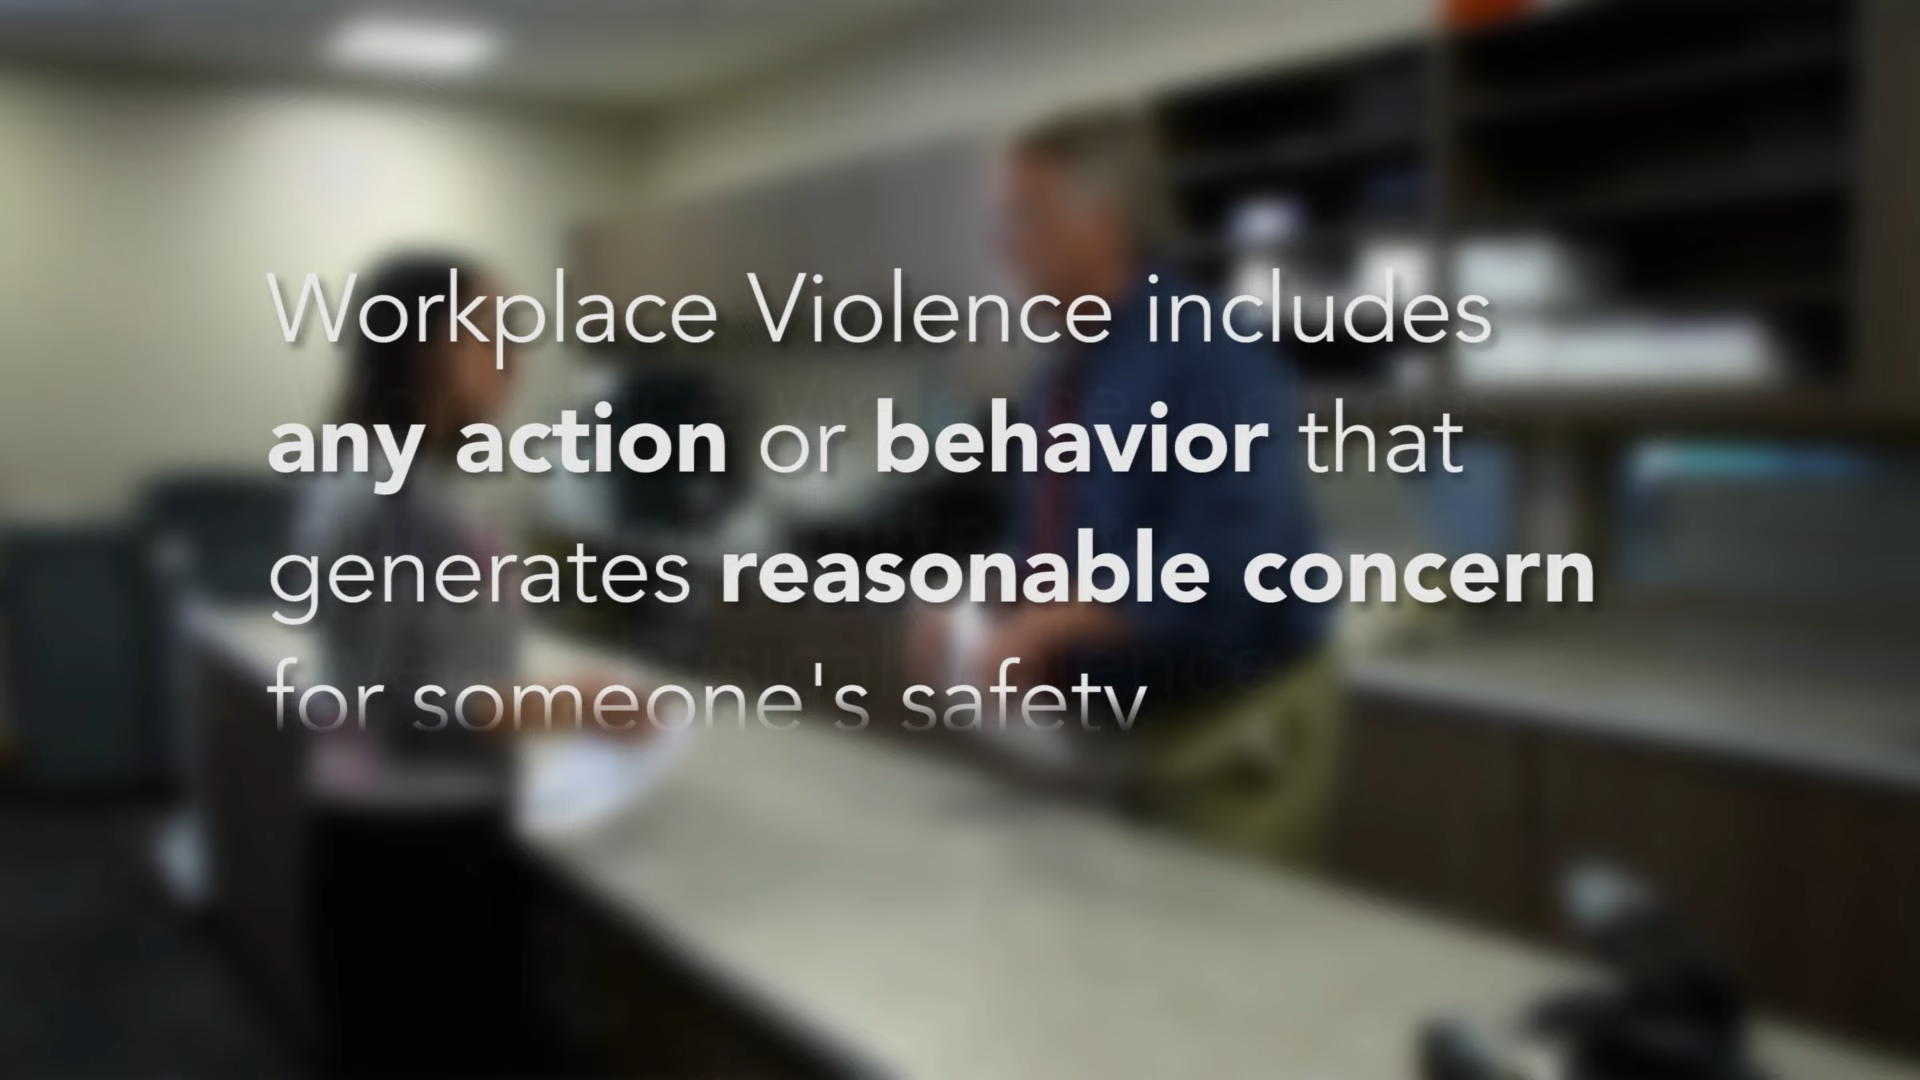 Workplace Violence includes
any action or behavior that
generates reasonable concern
for someone's safety